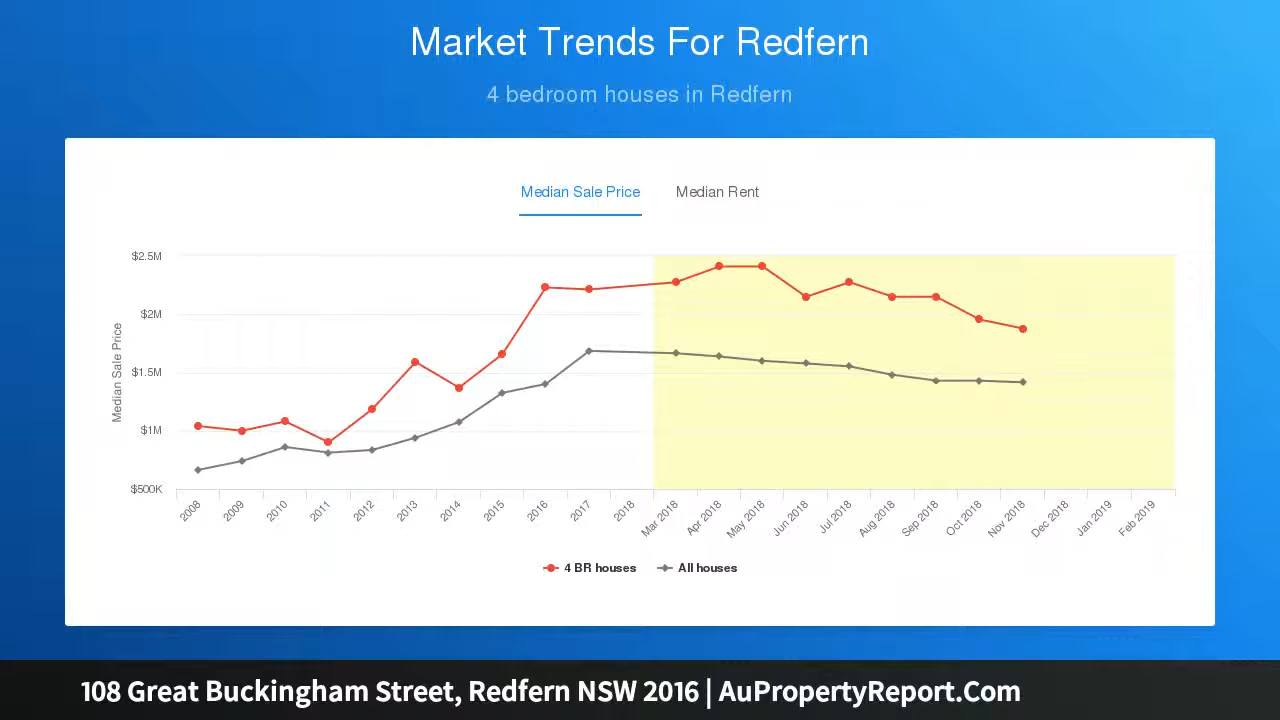 Market Trends For Redfern
4 bedroom houses in Redfern
Median Sale Price Median Rent
$2.5M
$2M
$1.5M
$1M
$500K
Median Sale Price
2008 2009 2010 2011 2012 2013 2014 2015 2016 2017 2018 Mar 2018 Apr 2018 May 2018 Jun 2018 Jul 2018 Aug 2018 Sep 2018 Oct 2018 Nov 2018 Dec 2018 Jan 2019 Feb 2019
4 BR houses All houses
108 Great Buckingham Street, Redfern NSW 2016 | AuPropertyReport.Com